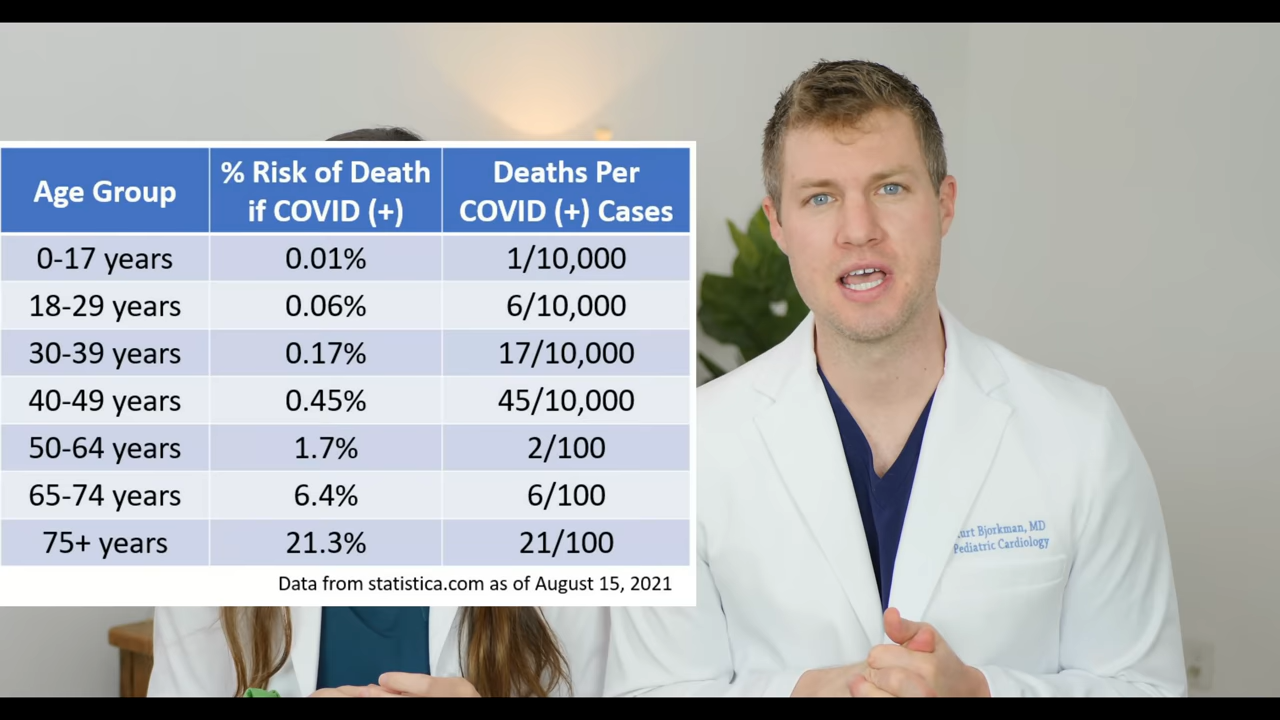 Age Group % Risk of Death if COVID (+) Deaths Per COVID (+) Cases
0-17 years 0.01% 1/10,000
18-29 years 0.06% 6/10,000
30-39 years 0.17% 17/10,000
40-49 years 0.45% 45/10,000
50-64 years 1.7% 2/100
65-74 years 6.4% 6/100
75+ years 21.3% 21/100
Data from statistica.com as of August 15, 2021
Bjorkman, MD
Pediatric Cardiology